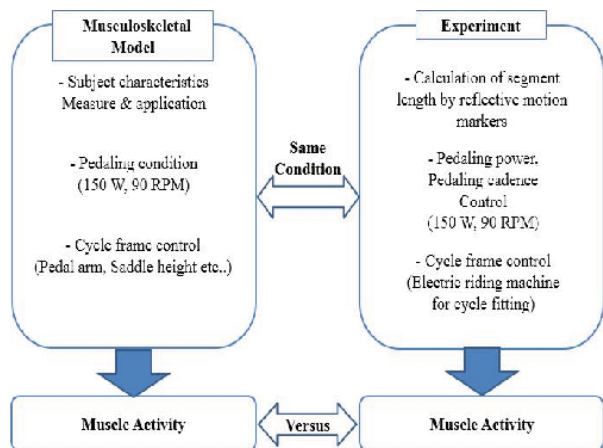 Musculoskeletal
Model
- Subject characteristics
Measure & application
- Pedaling condition
(150 W, 90 RPM)
- Cycle frame control
(Pedal arm, Saddle height etc..)
Same
Condition
Experiment
- Calculation of segment
length by reflective motion
markers
- Pedaling power.
Pedaling cadence
Control
(150 W, 90 RPM)
- Cycle frame control
(Electric riding machine
for cycle fitting)
Muscle Activity
Versus
Muscle Activity